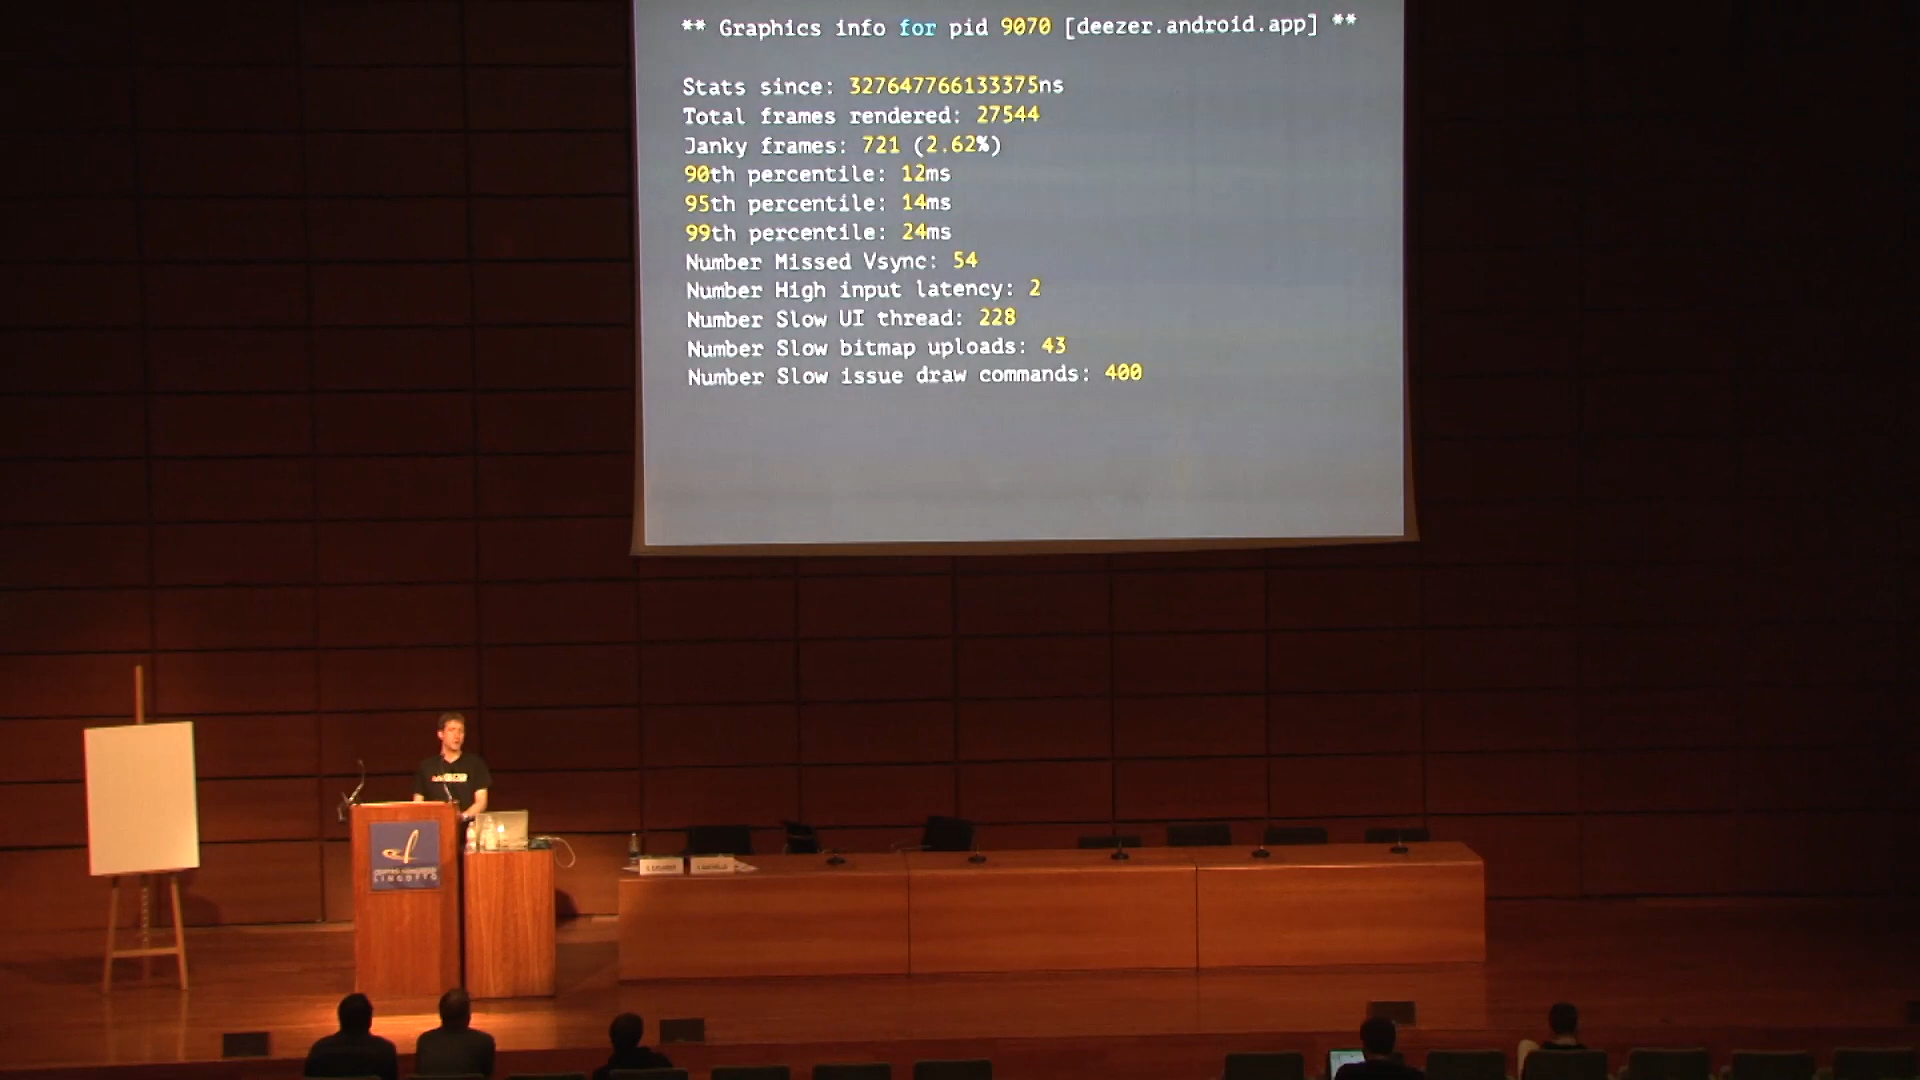 ** Graphics info for pid 9070 [deezer.android.app] **
Stats since: 327647766133375ns
Total frames rendered: 27544
Janky frames: 721 (2.62%)
90th percentile: 12ms
95th percentile: 14ms
99th percentile: 24ms
Number Missed Vsync: 54
Number High input latency: 2
Number Slow UI thread: 228
Number Slow bitmap uploads: 43
Number Slow issue draw commands: 400
LINGOTTO